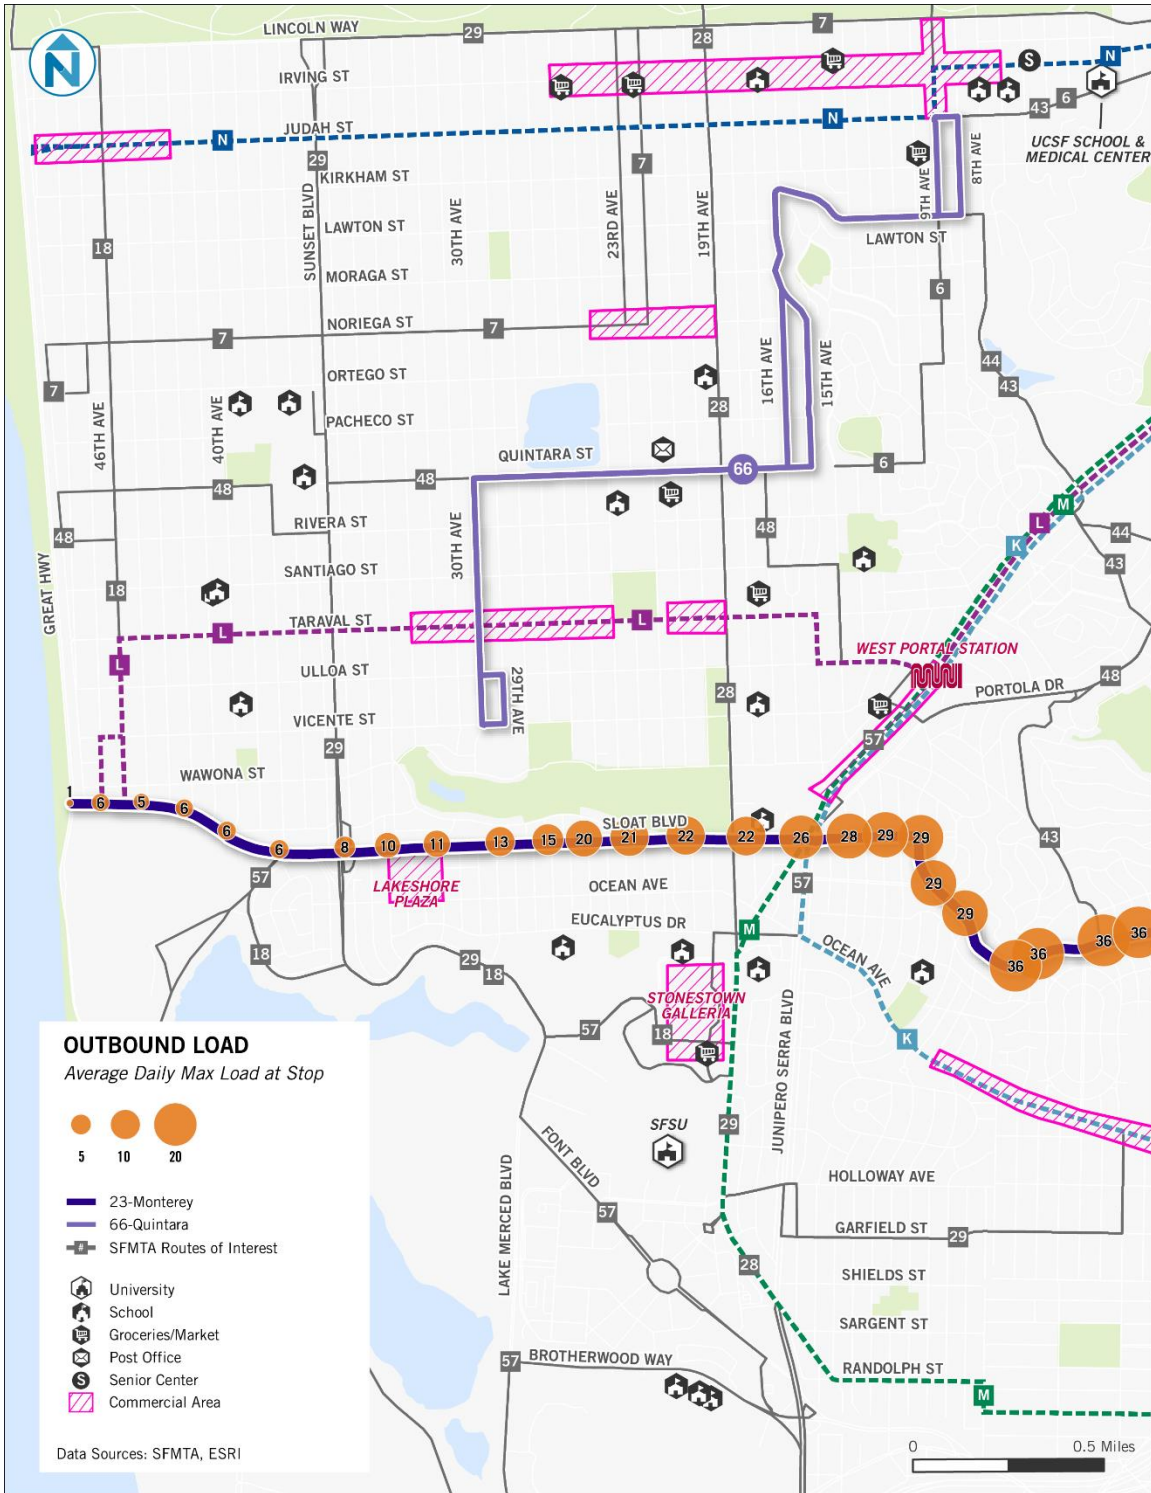 LINCOLN WAY
29
7
28
N
IRVING ST
S
N
43
6
UCSF SCHOOL &
MEDICAL CENTER
JUDAH ST
N
N
29
KIRKHAM ST
7
8TH AVE
9TH AVE
SUNSET BLVD
30TH AVE
23RD AVE
19TH AVE
LAWTON ST
LAWTON ST
18
MORAGA ST
6
NORIEGA ST
7
7
16TH AVE
15TH AVE
44
43
7
ORTEGO ST
28
46TH AVE
40TH AVE
PACHECO ST
QUINTARA ST
66
6
48
48
M
L
RIVERA ST
48
48
44
K
GREAT HWY
30TH AVE
SANTIAGO ST
43
18
TARAVAL ST
L
L
WEST PORTAL STATION
MUNI
L
ULLOA ST
29TH AVE
28
PORTOLA DR
48
VICENTE ST
29
57
WAWONA ST
1
6
5
6
6
6
8
10
11
13
15
20
21
22
22
26
28
29
29
29
29
36
36
36
36
SLOAT BLVD
43
57
LAKESHORE
PLAZA
OCEAN AVE
57
EUCALYPTUS DR
M
OCEAN AVE
18
29
18
STONESTOWN
GALLERIA
57
18
K
JUNIPERO SERRA BLVD
OUTBOUND LOAD
Average Daily Max Load at Stop
5
10
20
23-Monterey
66-Quintara
#
SFMTA Routes of Interest
University
School
Groceries/Market
Post Office
S
Senior Center
Commercial Area
Data Sources: SFMTA, ESRI
SFSU
29
FONT BLVD
LAKE MERCED BLVD
HOLLOWAY AVE
57
GARFIELD ST
29
28
SHIELDS ST
SARGENT ST
57
BROTHERWOOD WAY
RANDOLPH ST
M
0
0.5 Miles